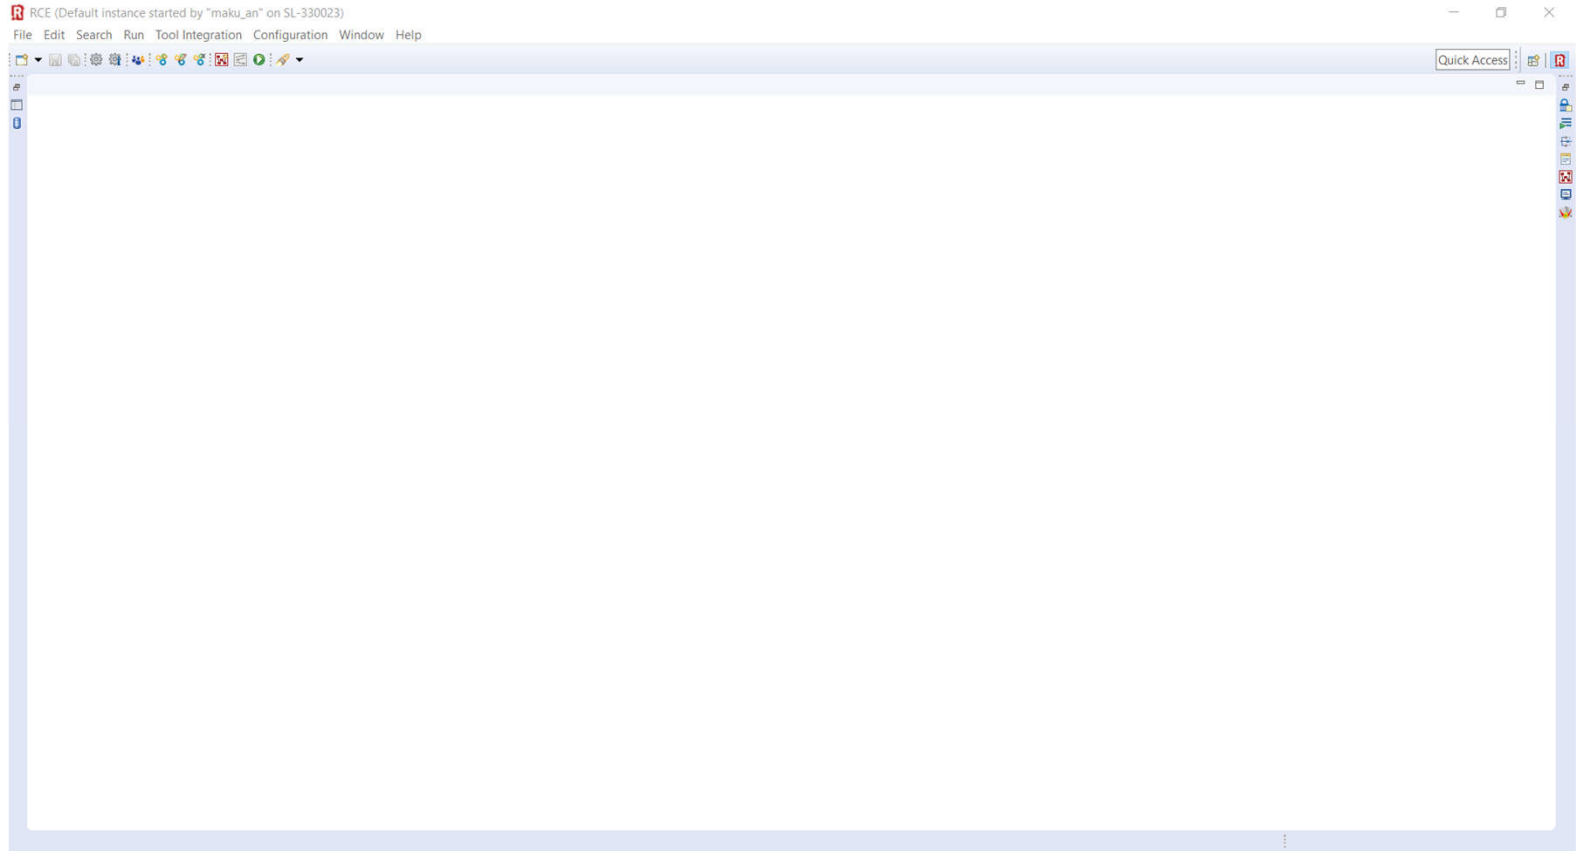 RCE (Default instance started by "maku_an" on SL-330023)
File Edit Search Run Tool Integration Configuration Window Help
Quick Access